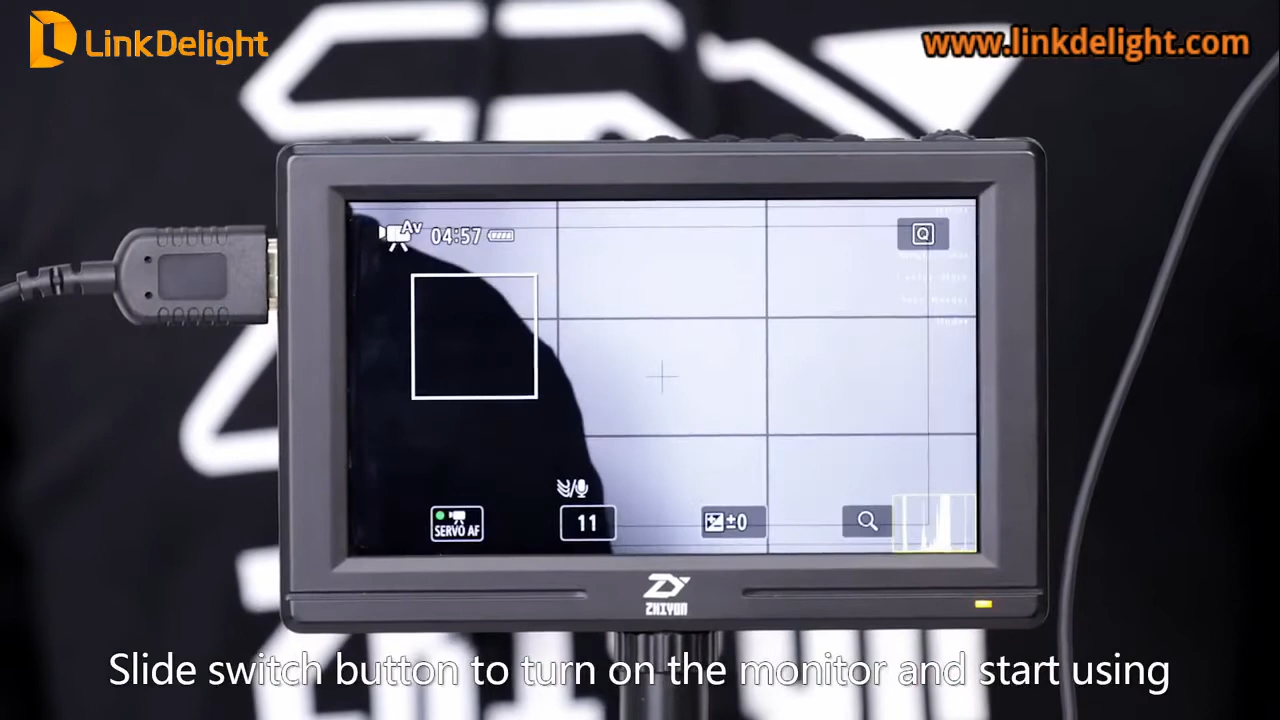 LinkDelight
www.linkdelight.com
Av
04:57
Q
SERVO AF
11
±0
ZHIYUN
Slide switch button to turn on the monitor and start using